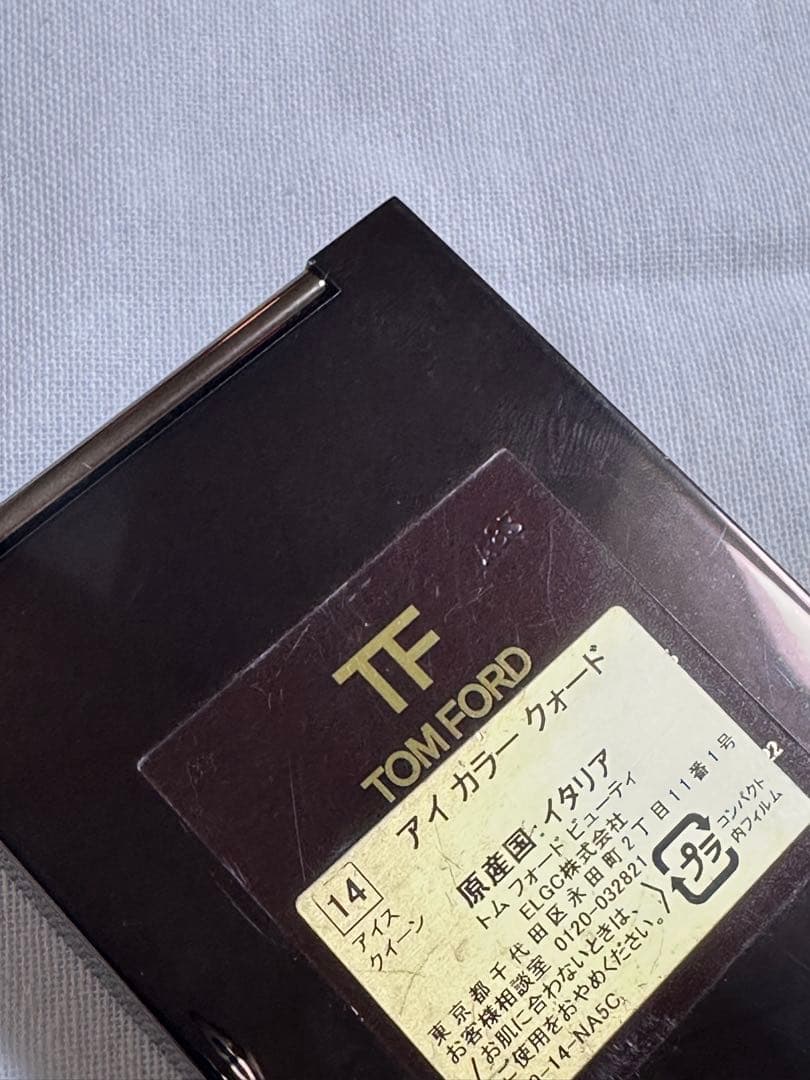 TF
TOM FORD
アイ カラー クォード
14
アイス
クイーン
原産国：イタリア
トム フォード ビューティ
ELGC株式会社
東京都千代田区永田町2丁目11番1号
お客様相談室 0120-032821
お肌に合わないときは、
ご使用をおやめください。
-14-NA5C
プラ
コンパクト
内フィルム